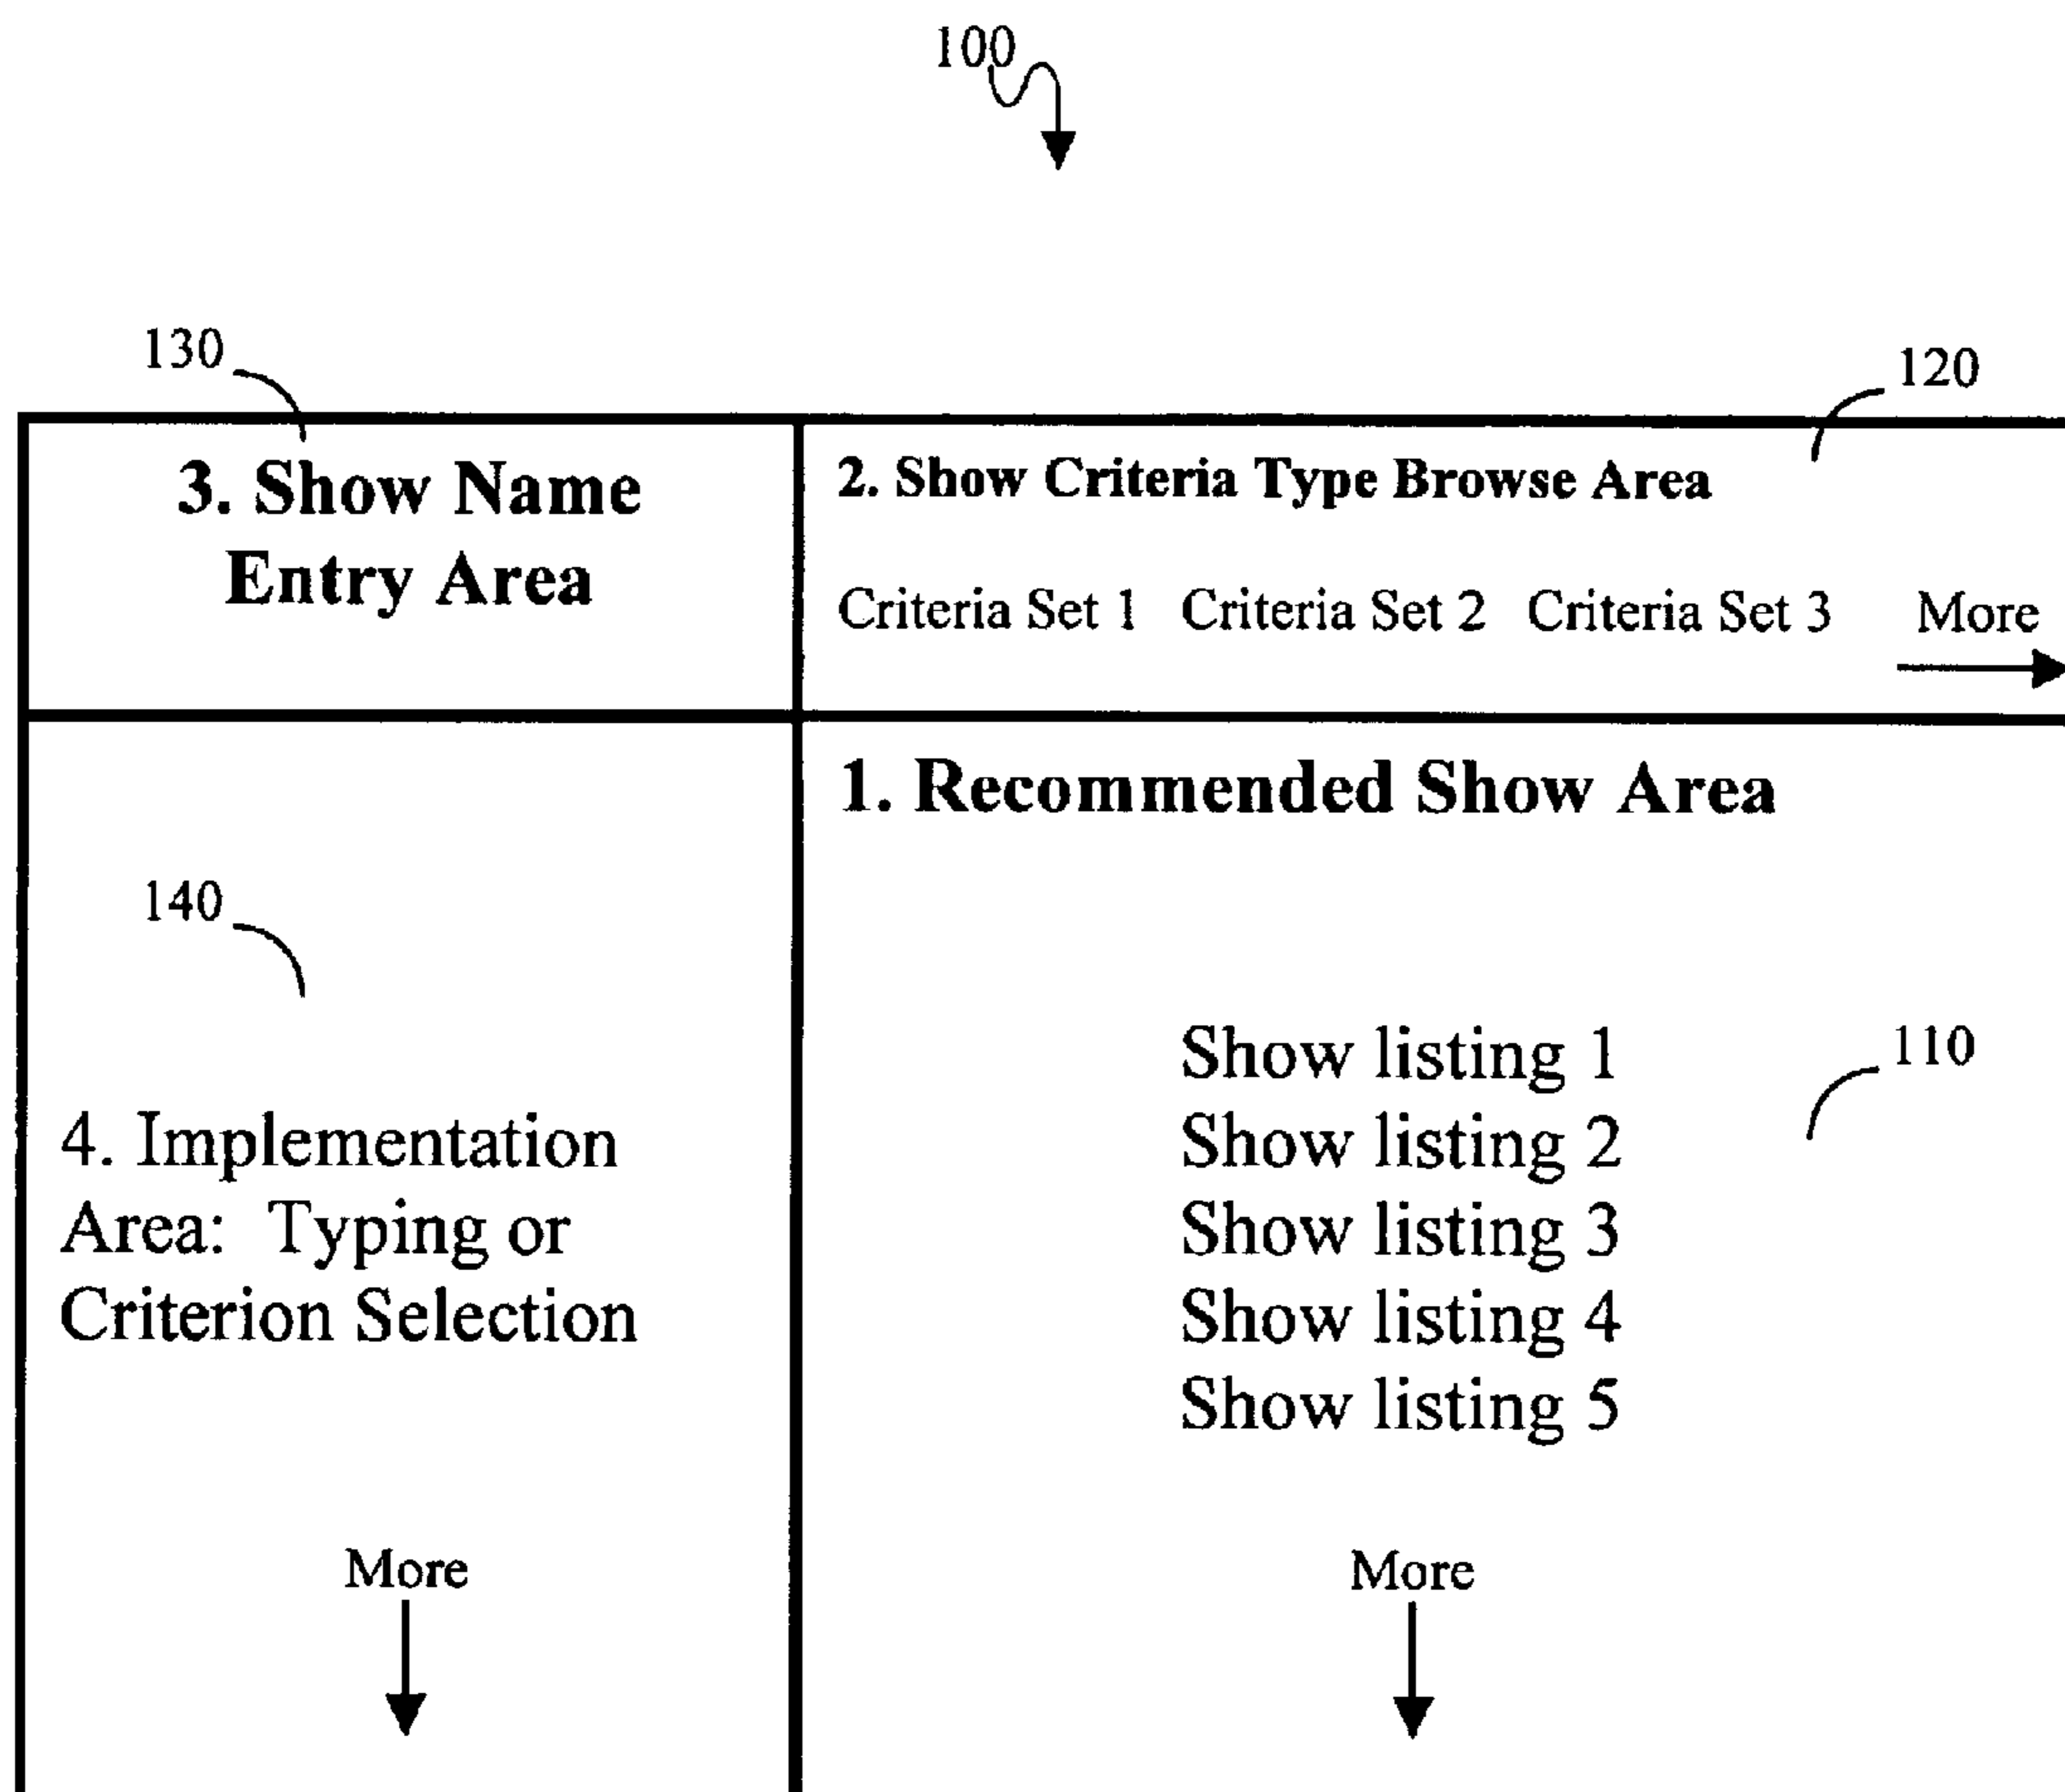 100
130
120
3. Show Name
Entry Area
2. Show Criteria Type Browse Area
Criteria Set 1 Criteria Set 2 Criteria Set 3 More
1. Recommended Show Area
140
4. Implementation
Area: Typing or
Criterion Selection
More
Show listing 1
110
Show listing 2
Show listing 3
Show listing 4
Show listing 5
More